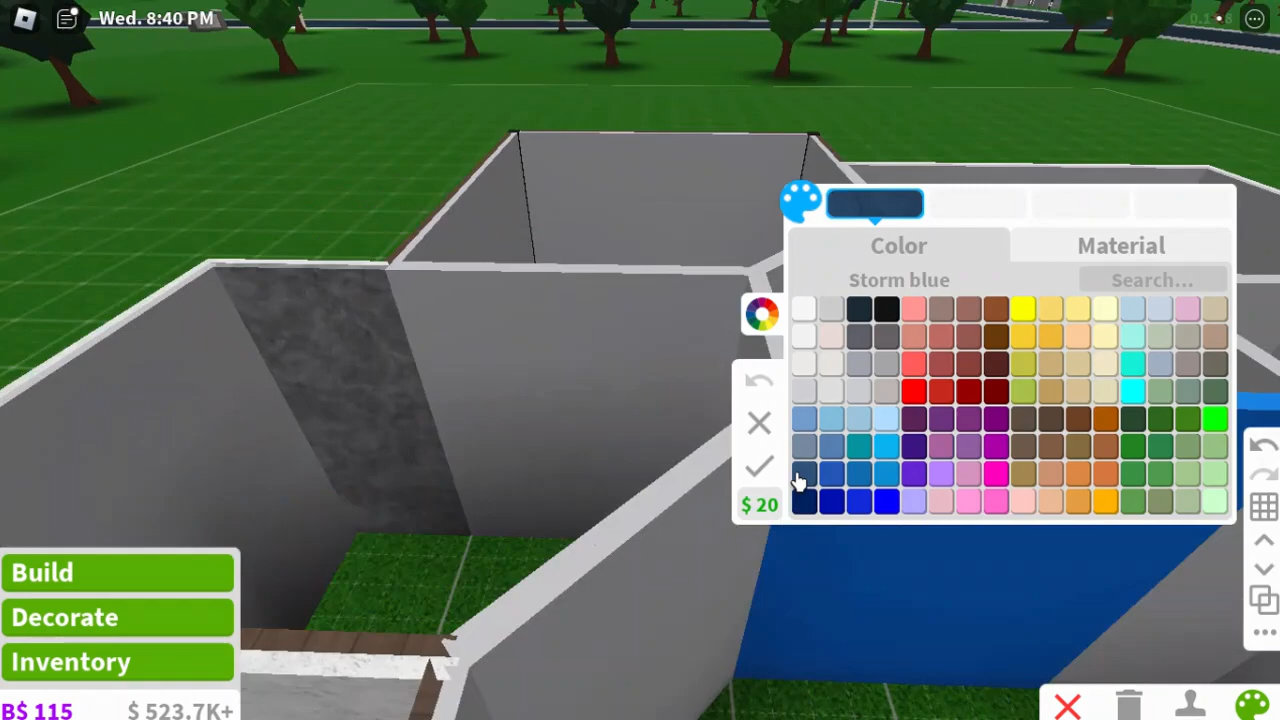 Wed. 8:40 PM
Color
Material
Storm blue
Search...
$ 20
Build
Decorate
Inventory
B$ 115
$ 523.7K+